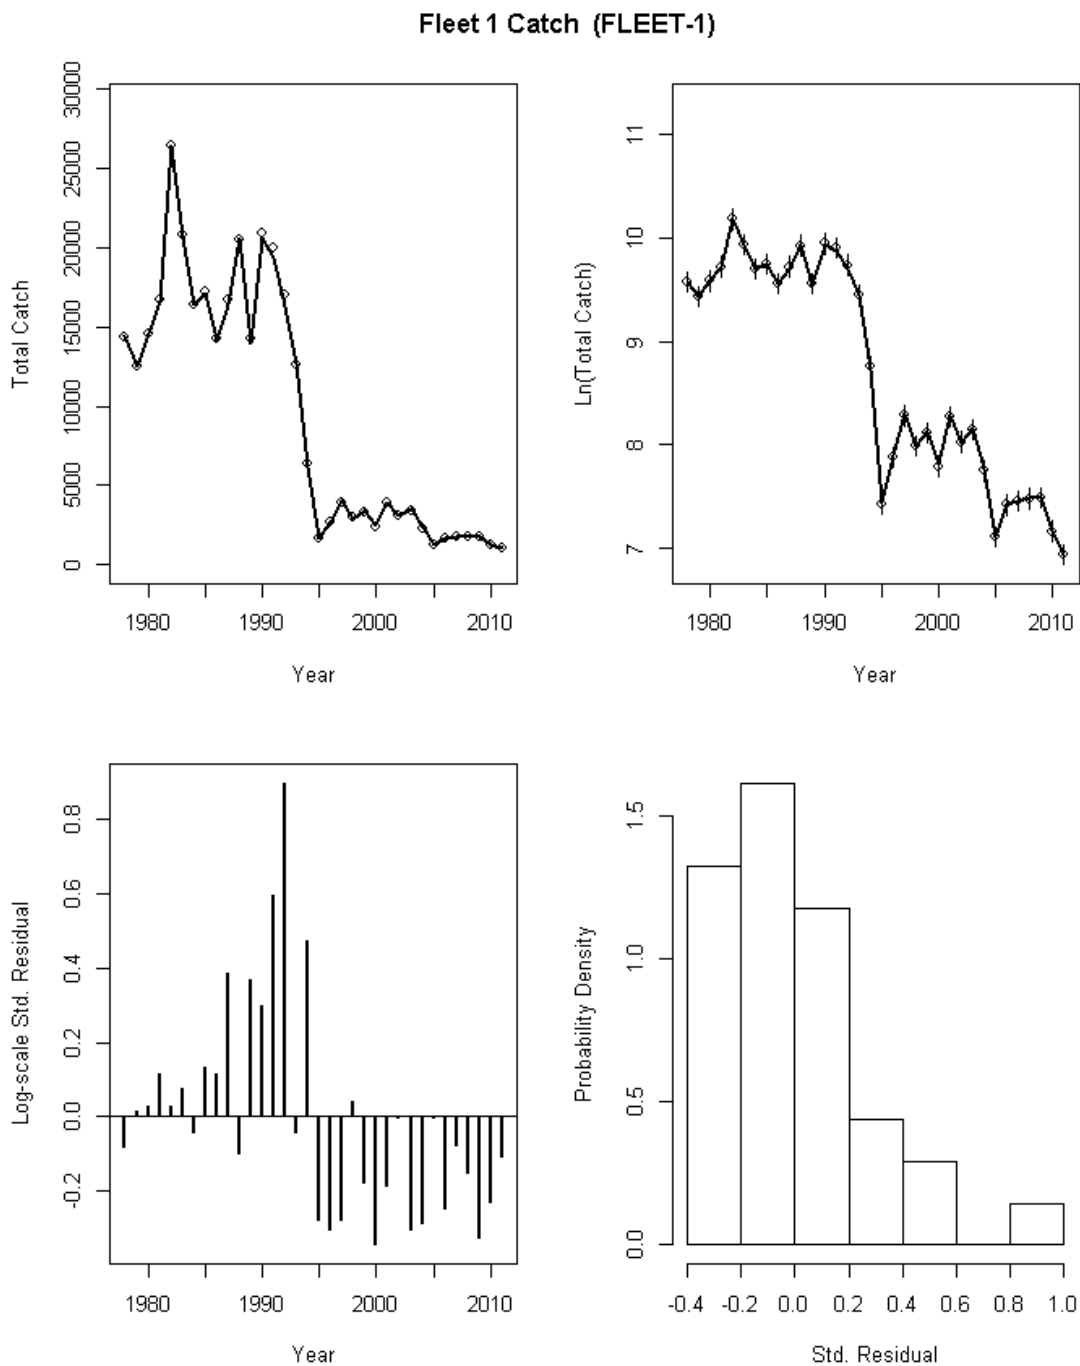 Fleet 1 Catch (FLEET-1)
Total Catch
30000
25000
20000
15000
10000
5000
0
1980 1990 2000 2010
Year
Ln(Total Catch)
11
10
9
8
7
1980 1990 2000 2010
Year
Log-scale Std. Residual
0.8
0.6
0.4
0.2
0.0
-0.2
1980 1990 2000 2010
Year
Probability Density
1.5
1.0
0.5
0.0
-0.4 -0.2 0.0 0.2 0.4 0.6 0.8 1.0
Std. Residual